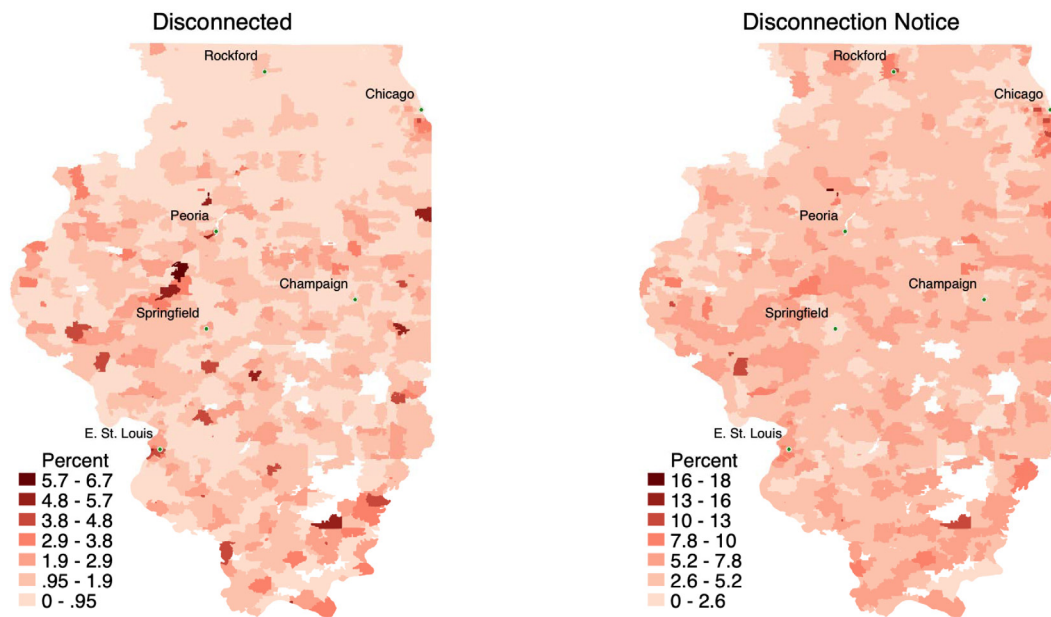 Disconnected
Rockford
Chicago
Peoria
Champaign
Springfield
E. St. Louis
Percent
5.7 - 6.7
4.8 - 5.7
3.8 - 4.8
2.9 - 3.8
1.9 - 2.9
.95 - 1.9
0 - .95
Disconnection Notice
Rockford
Chicago
Peoria
Champaign
Springfield
E. St. Louis
Percent
16 - 18
13 - 16
10 - 13
7.8 - 10
5.2 - 7.8
2.6 - 5.2
0 - 2.6